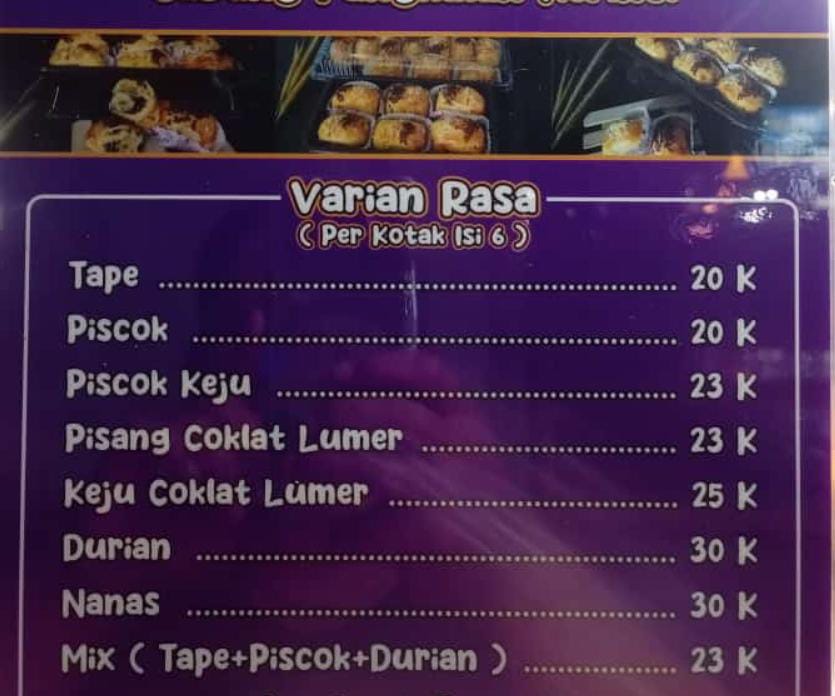 Varian Rasa
( Per Kotak Isi 6 )
Tape ........................ 20 K
Piscok ........................ 20 K
Piscok Keju ........................ 23 K
Pisang Coklat Lumer ........................ 23 K
Keju Coklat Lumer ........................ 25 K
Durian ........................ 30 K
Nanas ........................ 30 K
Mix ( Tape+Piscok+Durian ) ............... 23 K